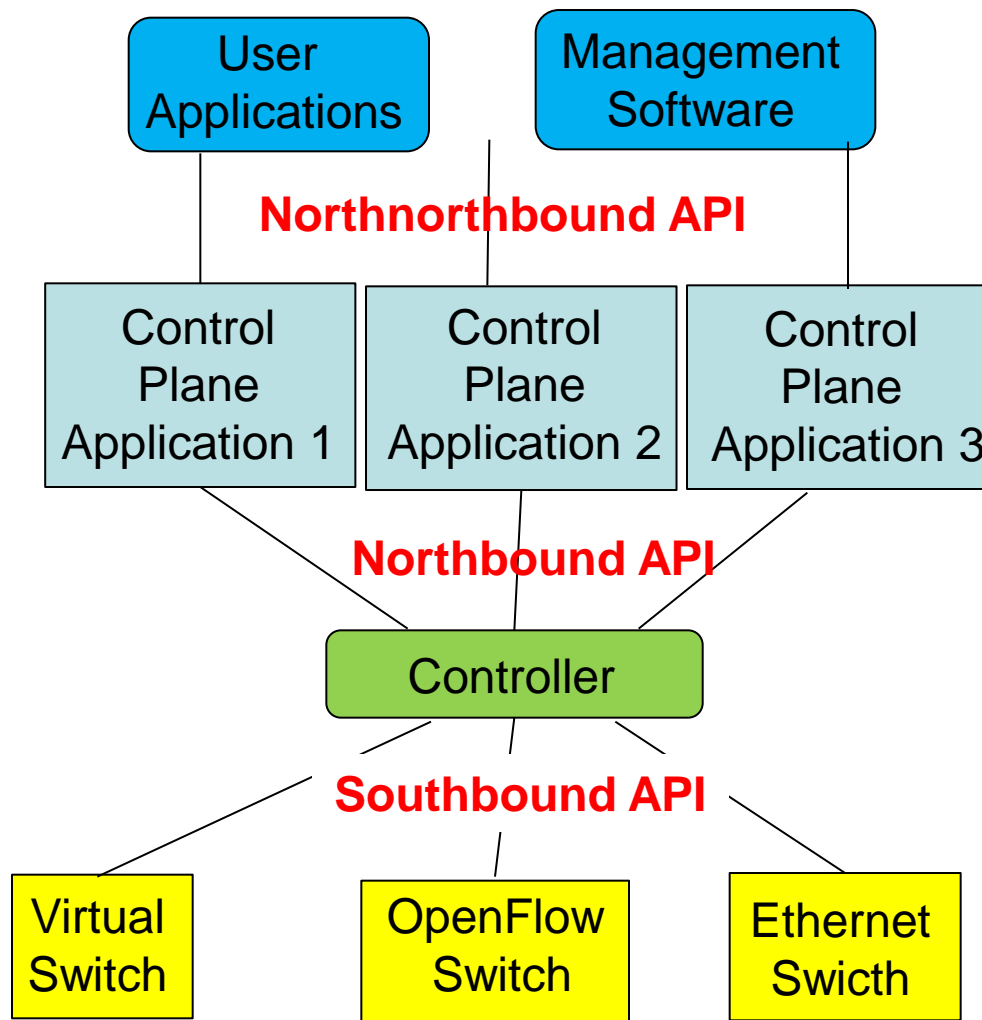 User
Applications
Management
Software
Northnorthbound API
Control
Plane
Application 1
Control
Plane
Application 2
Control
Plane
Application 3
Northbound API
Controller
Southbound API
Virtual
Switch
OpenFlow
Switch
Ethernet
Swicth